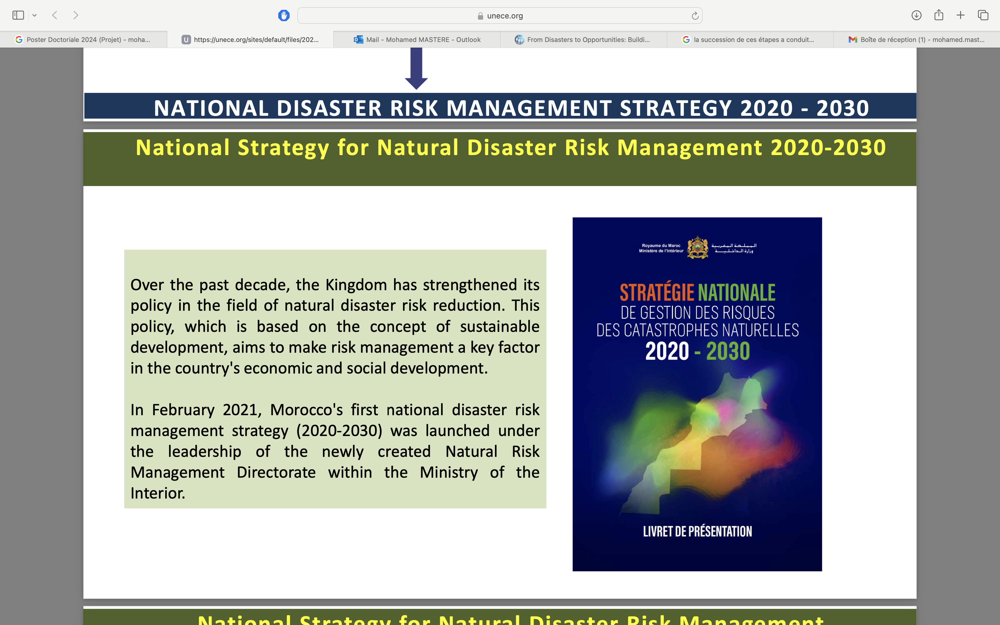 unece.org
Poster Doctoriale 2024 (Projet) - moha...
U https://unece.org/sites/default/files/202...
Mail - Mohamed MASTERE - Outlook
From Disasters to Opportunities: Buildi...
la succession de ces étapes a conduit...
Boîte de réception (1) - mohamed.mast...
NATIONAL DISASTER RISK MANAGEMENT STRATEGY 2020 - 2030
National Strategy for Natural Disaster Risk Management 2020-2030
Over the past decade, the Kingdom has strengthened its
policy in the field of natural disaster risk reduction. This
policy, which is based on the concept of sustainable
development, aims to make risk management a key factor
in the country's economic and social development.
In February 2021, Morocco's first national disaster risk
management strategy (2020-2030) was launched under
the leadership of the newly created Natural Risk
Management Directorate within the Ministry of the
Interior.
Royaume du Maroc
Ministère de l'Intérieur
المملكة المغربية
وزارة الداخلية
STRATÉGIE NATIONALE
DE GESTION DES RISQUES
DES CATASTROPHES NATURELLES
2020 - 2030
LIVRET DE PRÉSENTATION
National Strategy for Natural Disaster Risk Management